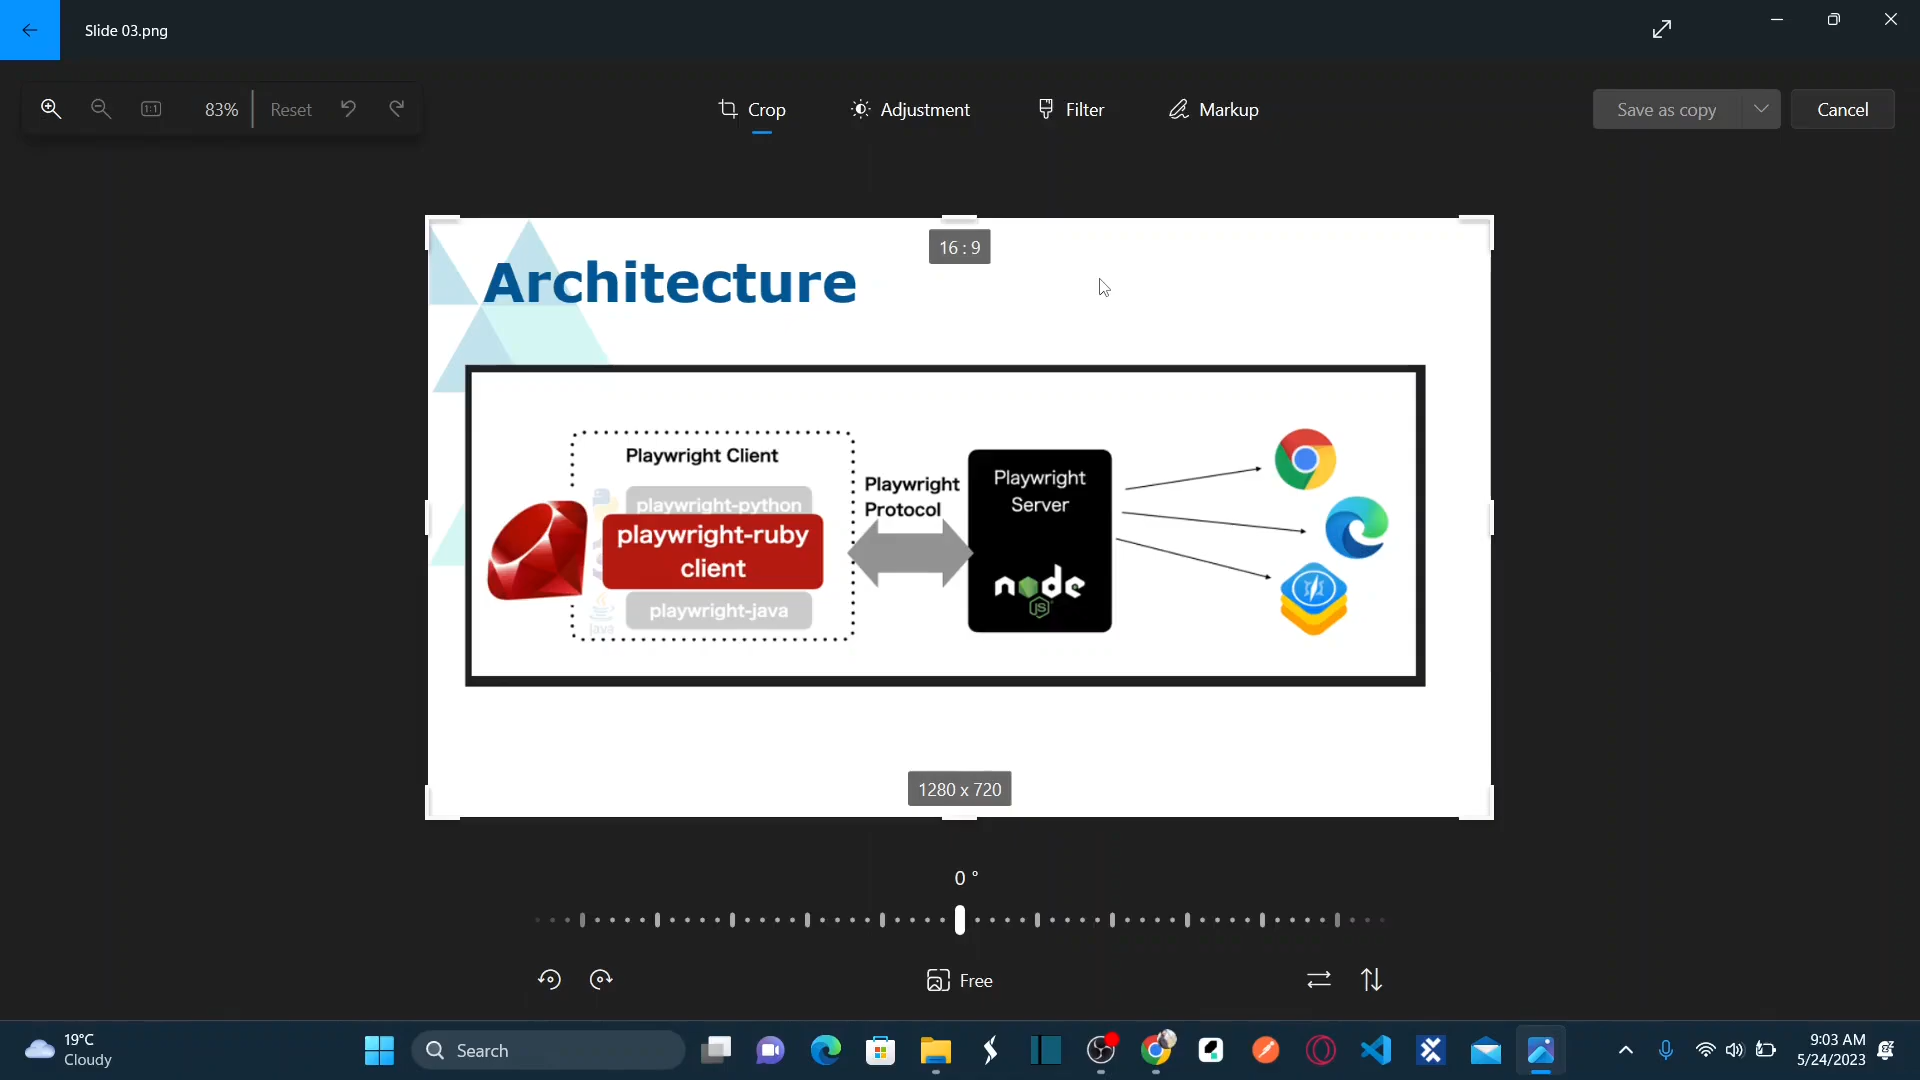 Slide 03.png
83%
Reset
Crop
Adjustment
Filter
Markup
Save as copy
Cancel
16 : 9
Architecture
Playwright Client
playwright-python
playwright-ruby
client
playwright-java
Java
Playwright
Protocol
Playwright
Server
node
JS
1280 x 720
0 °
Free
19°C
Cloudy
Search
9:03 AM
5/24/2023